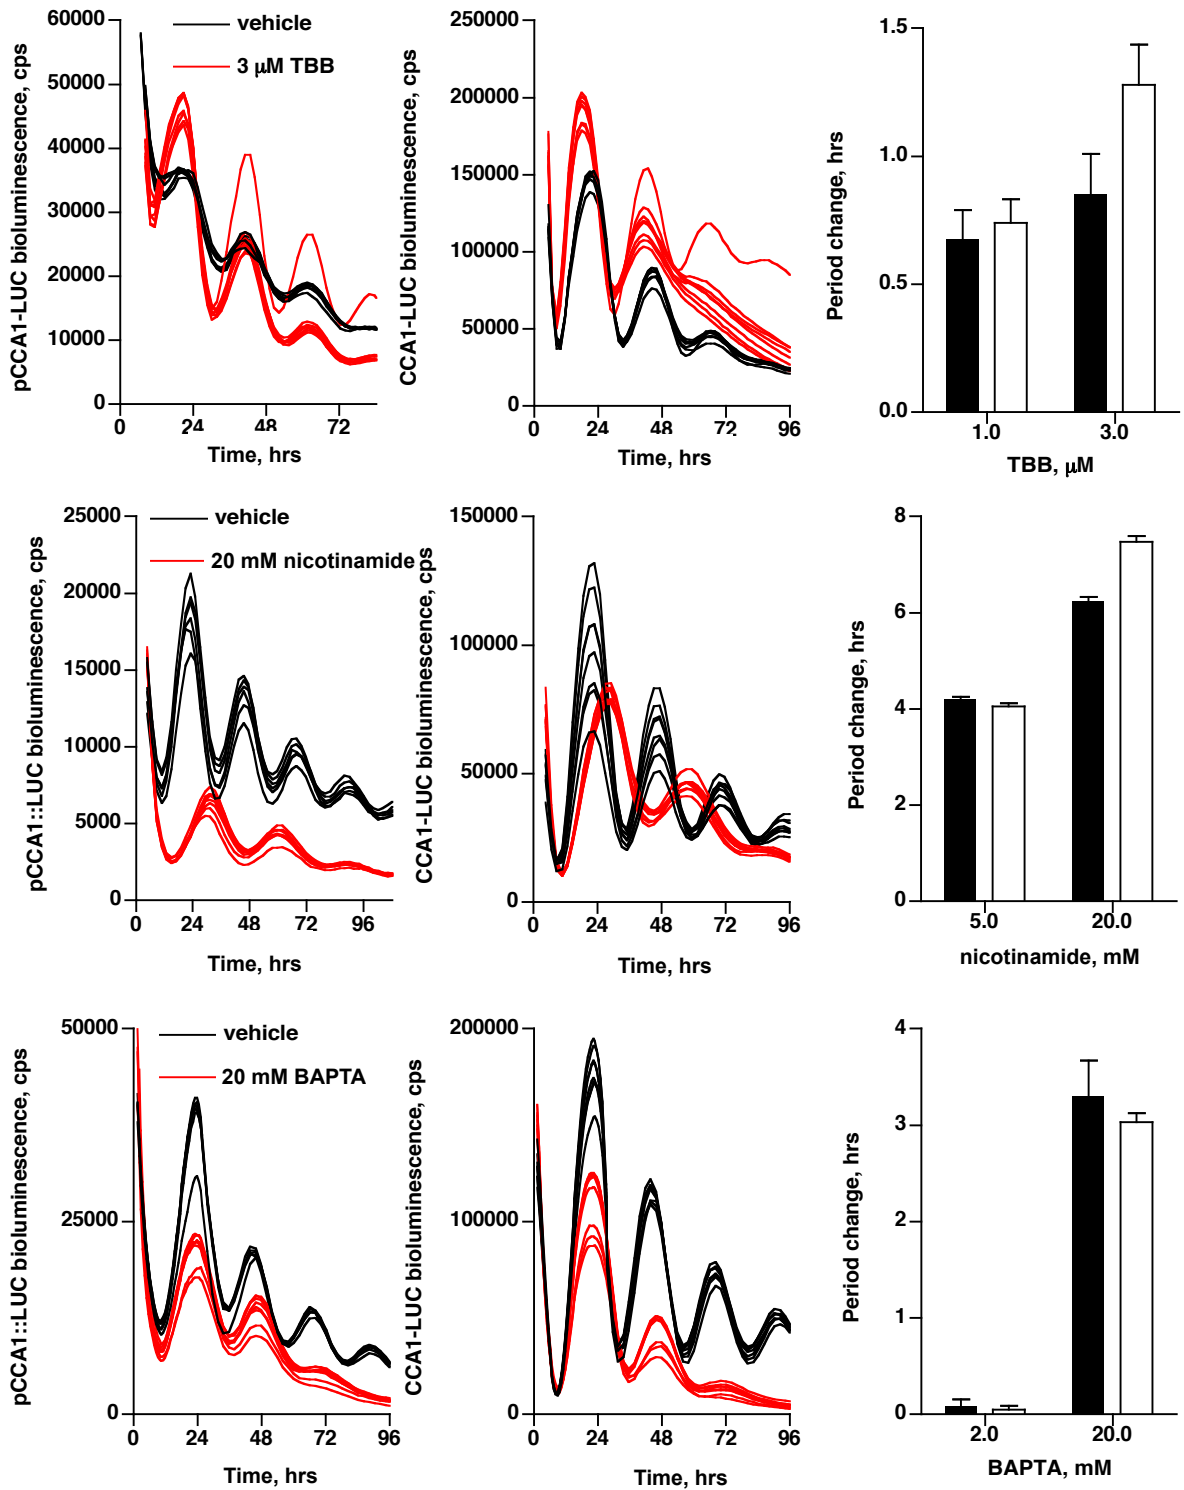 pCCA1-LUC bioluminescence, cps
60000
50000
40000
30000
20000
10000
0
0 24 48 72
Time, hrs
vehicle
3 μM TBB
CCA1-LUC bioluminescence, cps
250000
200000
150000
100000
50000
0
0 24 48 72 96
Time, hrs
Period change, hrs
1.5
1.0
0.5
0.0
1.0 3.0
TBB, μM
pCCA1::LUC bioluminescence, cps
25000
20000
15000
10000
5000
0
0 24 48 72 96
Time, hrs
vehicle
20 mM nicotinamide
CCA1-LUC bioluminescence, cps
150000
100000
50000
0
0 24 48 72 96
Time, hrs
Period change, hrs
8
6
4
2
0
5.0 20.0
nicotinamide, mM
pCCA1::LUC bioluminescence, cps
50000
25000
0
0 24 48 72 96
Time, hrs
vehicle
20 mM BAPTA
CCA1-LUC bioluminescence, cps
200000
100000
0
0 24 48 72 96
Time, hrs
Period change, hrs
4
3
2
1
0
2.0 20.0
BAPTA, mM